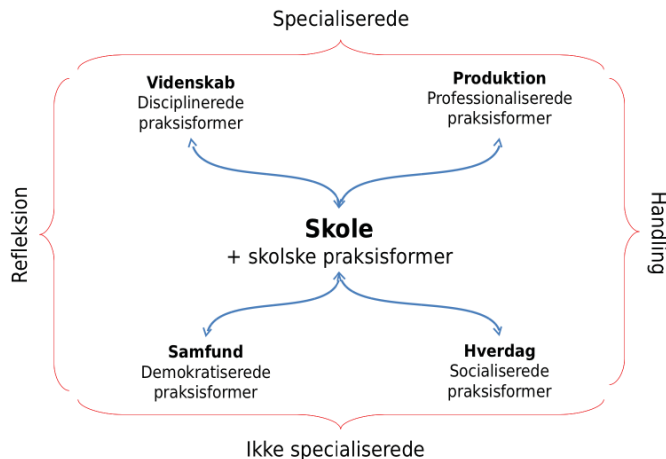 Specialiserede
Videnskab
Disciplinerede
praksisformer
Produktion
Professionaliserede
praksisformer
Refleksion
Skole
+ skolske praksisformer
Handling
Samfund
Demokratiserede
praksisformer
Hverdag
Socialiserede
praksisformer
Ikke specialiserede